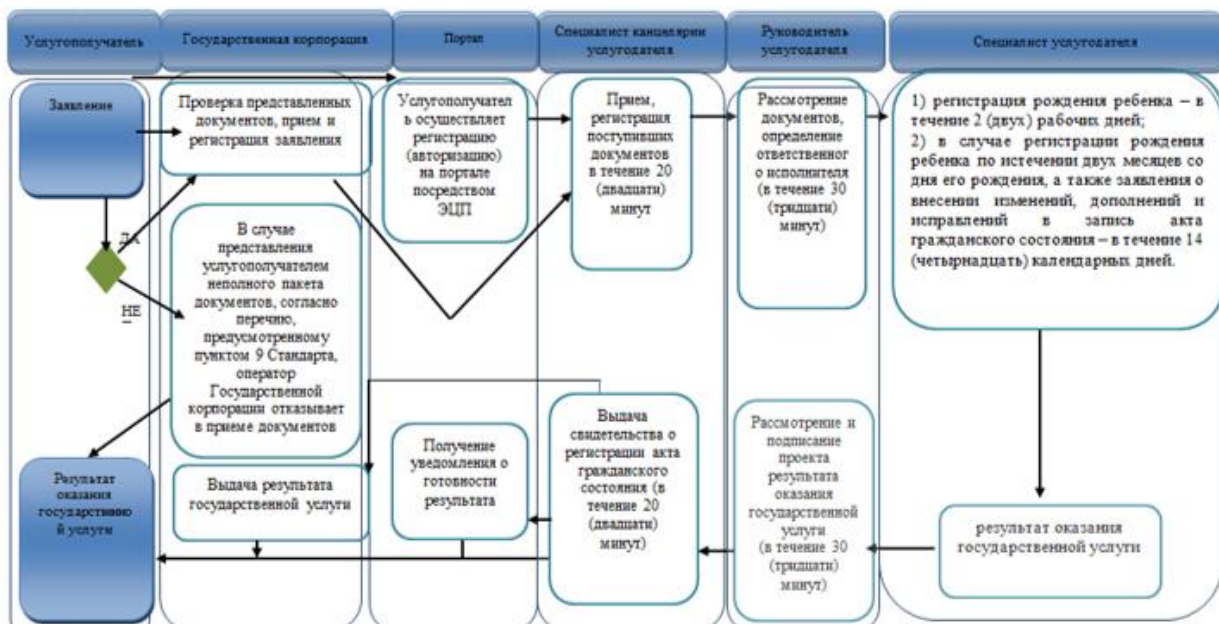 Услугополучатель
Государственная корпорация
Портал
Специалист канцелярии
услугодателя
Руководитель
услугодателя
Специалист услугодателя
Заявление
Проверка представленных
документов, прием и
регистрация заявления
Услугополучател
ь осуществляет
регистрацию
(авторизацию)
на портале
посредством
ЭЦП
Прием,
регистрация
поступивших
документов
в течение 20
(двадцати)
минут
Рассмотрение
документов,
определение
ответственног
о исполнителя
(в течение 30
(тридцати)
минут)
1) регистрация рождения ребенка – в
течение 2 (двух) рабочих дней;
2) в случае регистрации рождения
ребенка по истечении двух месяцев со
дня его рождения, а также заявления о
внесении изменений, дополнений и
исправлений в запись акта
гражданского состояния – в течение 14
(четырнадцать) календарных дней.
ДА
НЕ
В случае
представления
услугополучателем
неполного пакета
документов, согласно
перечню,
предусмотренному
пунктом 9 Стандарта,
оператор
Государственной
корпорации отказывает
в приеме документов
Результат
оказания
государствинно
й услуги
Выдача результата
государственной услуги
Получение
уведомления о
готовности
результата
Выдача
свидетельства о
регистрации акта
гражданского
состояния (в
течение 20
(двадцати)
минут)
Рассмотрение и
подписание
проекта
результата
оказания
государственной
услуги
(в течение 30
(тридцати)
минут)
результат оказания
государственной услуги